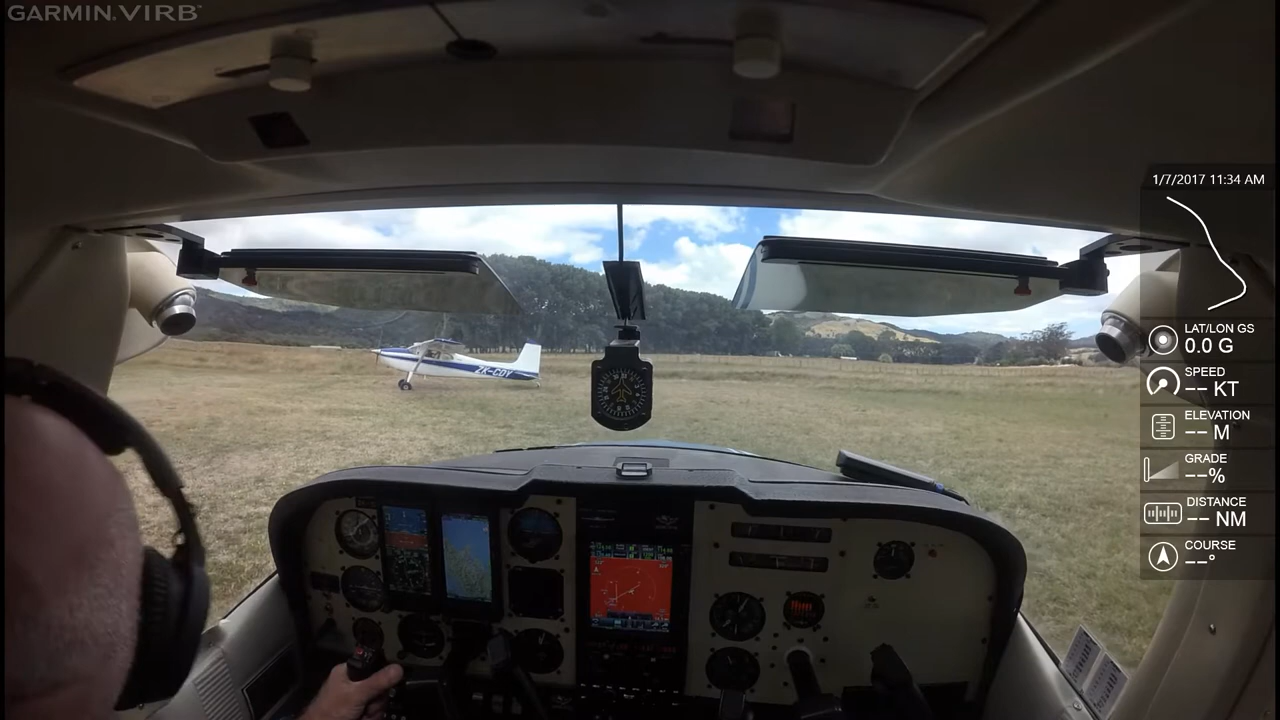 GARMIN.VIRB
1/7/2017 11:34 AM
LAT/LON GS
0.0 G
SPEED
-- KT
ELEVATION
-- M
GRADE
--%
DISTANCE
-- NM
COURSE
--°
ZK-CDY